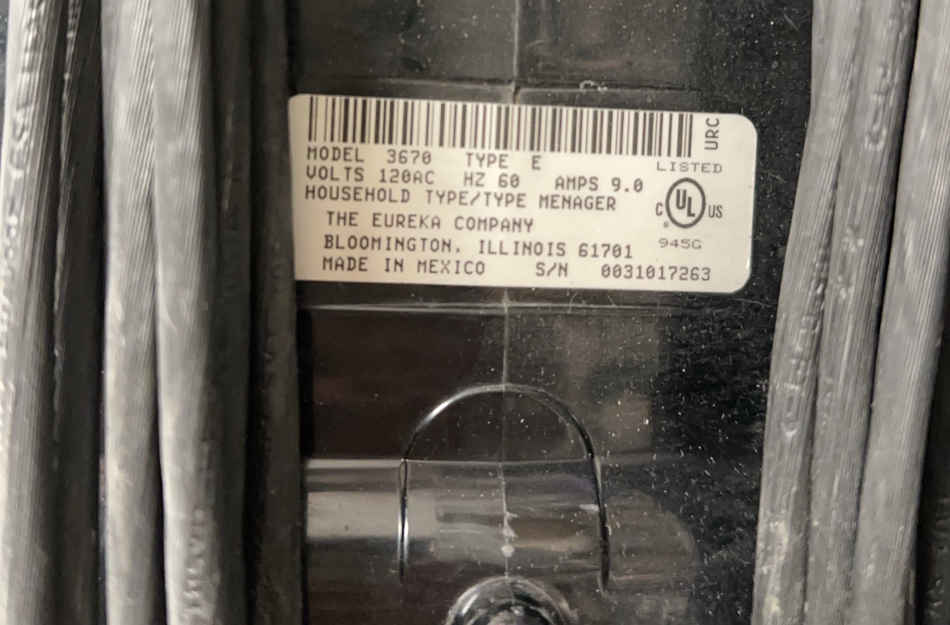 URC
MODEL 3670 TYPE E
VOLTS 120AC HZ 60 AMPS 9.0
HOUSEHOLD TYPE/TYPE MENAGER
THE EUREKA COMPANY
BLOOMINGTON, ILLINOIS 61701
MADE IN MEXICO S/N 0031017263
LISTED
C UL US
®
945G